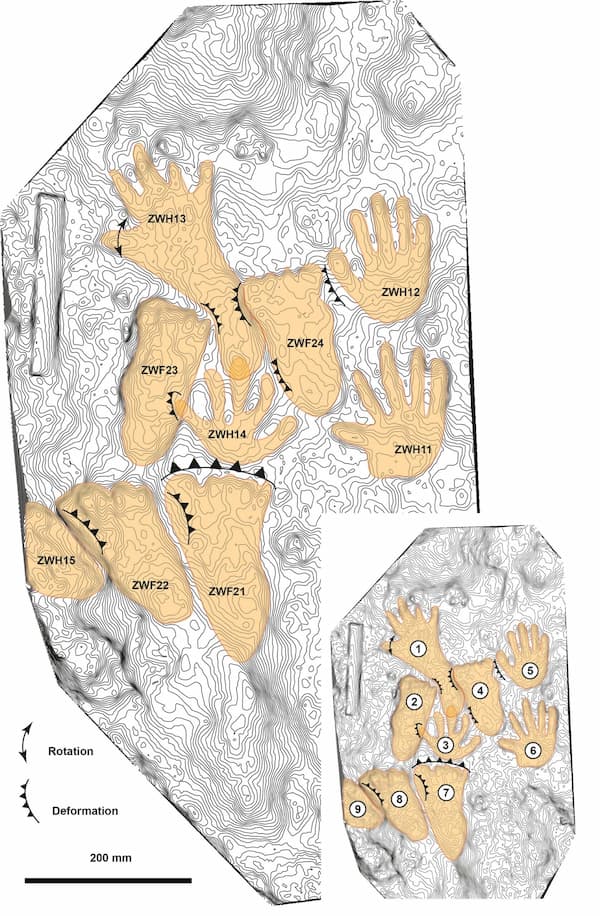 ZWH13
ZWH12
ZWF24
ZWF23
ZWH14
ZWH11
ZWH15
ZWF22
ZWF21
Rotation
Deformation
200 mm
1
2
3
4
5
6
7
8
9